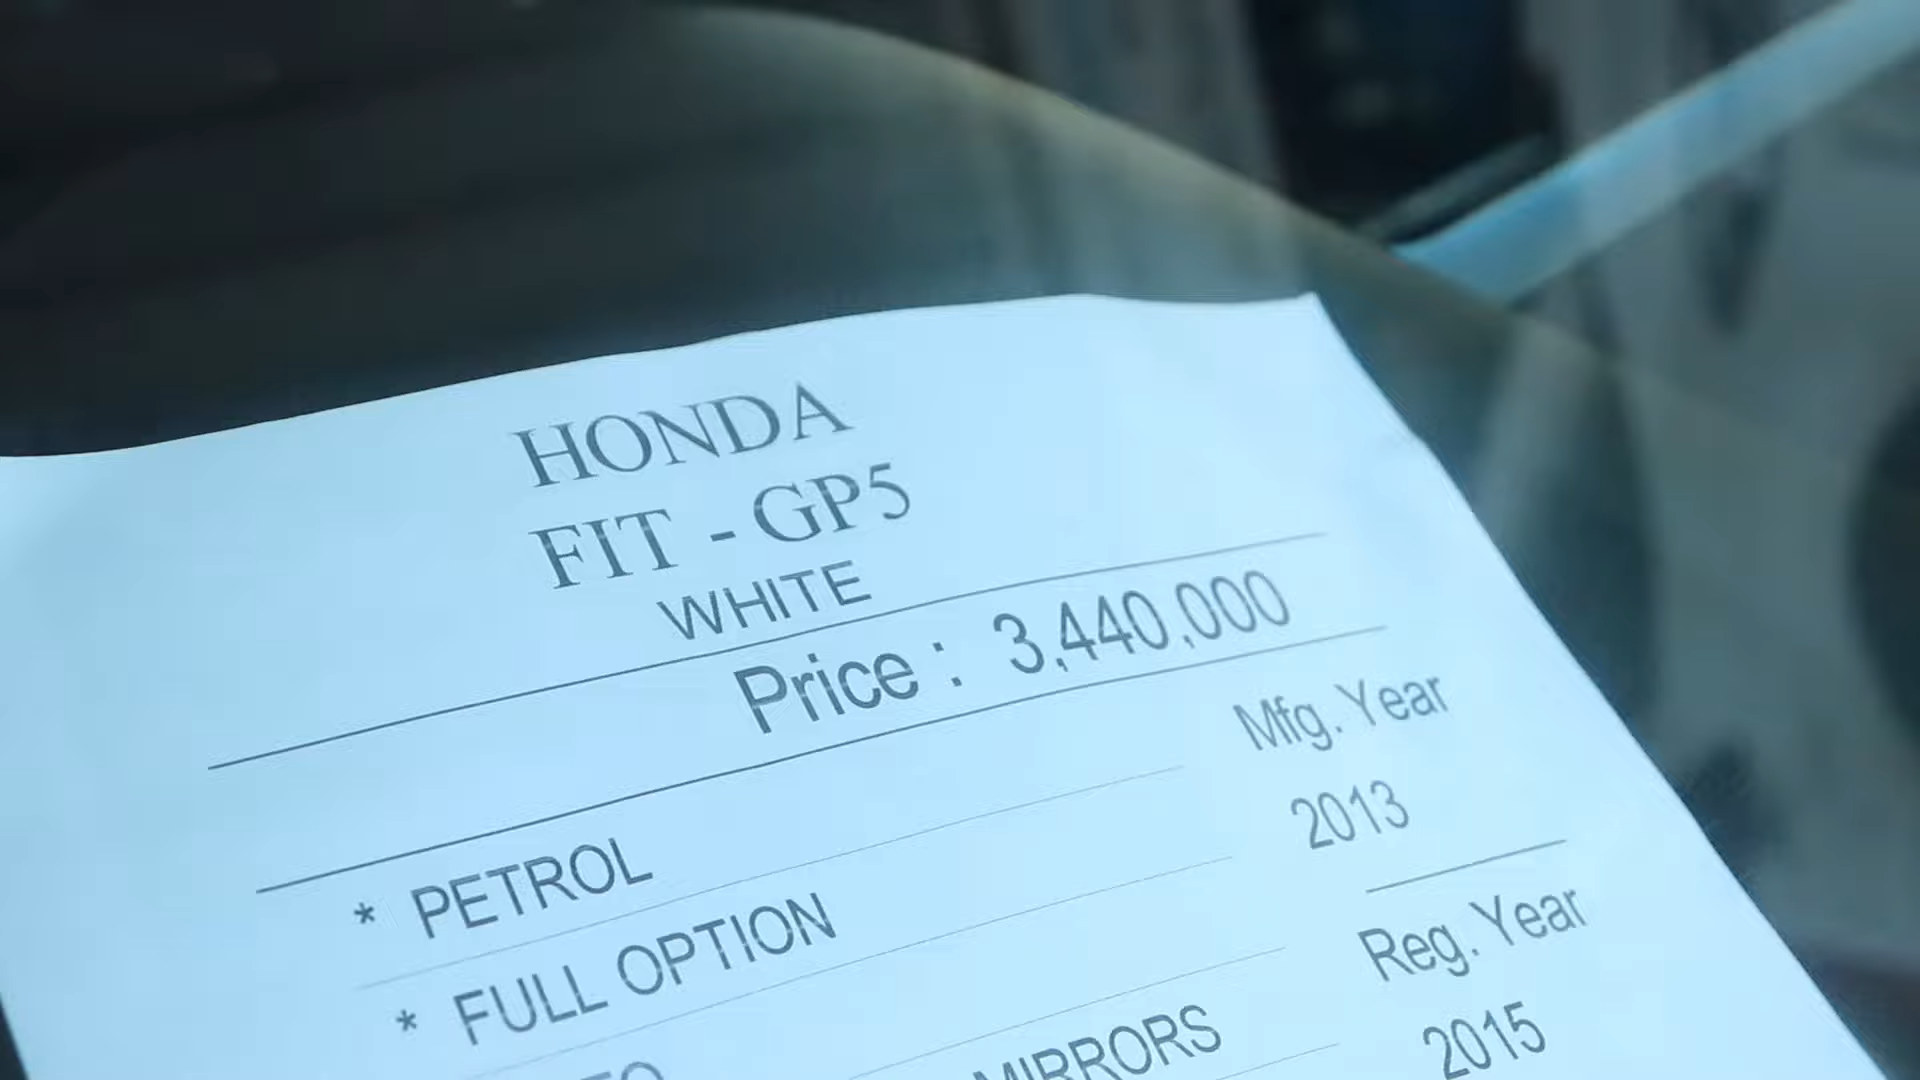 HONDA
FIT - GP5
WHITE
Price : 3,440,000
Mfg. Year
2013
* PETROL
* FULL OPTION
Reg. Year
2015
MIRRORS